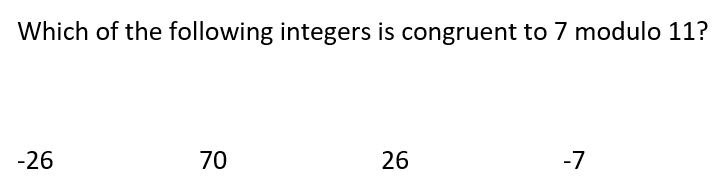 Which of the following integers is congruent to 7 modulo 11?
-26 70 26 -7